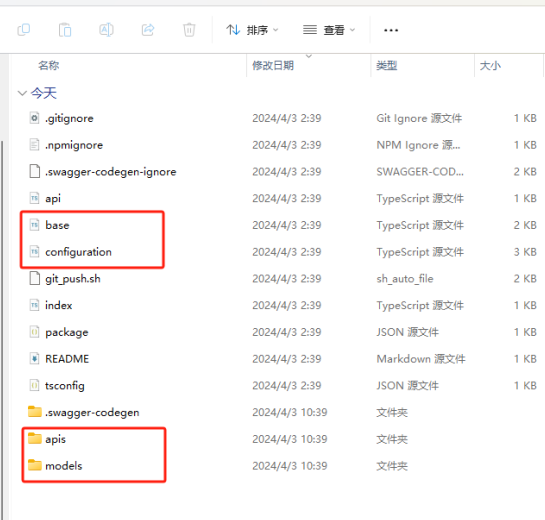 排序 查看 ...
名称 修改日期 类型 大小
今天
.gitignore 2024/4/3 2:39 Git Ignore 源文件 1 KB
.npmignore 2024/4/3 2:39 NPM Ignore 源... 1 KB
.swagger-codegen-ignore 2024/4/3 2:39 SWAGGER-COD... 2 KB
api 2024/4/3 2:39 TypeScript 源文件 1 KB
base 2024/4/3 2:39 TypeScript 源文件 2 KB
configuration 2024/4/3 2:39 TypeScript 源文件 3 KB
git_push.sh 2024/4/3 2:39 sh_auto_file 2 KB
index 2024/4/3 2:39 TypeScript 源文件 1 KB
package 2024/4/3 2:39 JSON 源文件 1 KB
README 2024/4/3 2:39 Markdown 源文件 1 KB
tsconfig 2024/4/3 2:39 JSON 源文件 1 KB
.swagger-codegen 2024/4/3 10:39 文件夹
apis 2024/4/3 10:39 文件夹
models 2024/4/3 10:39 文件夹